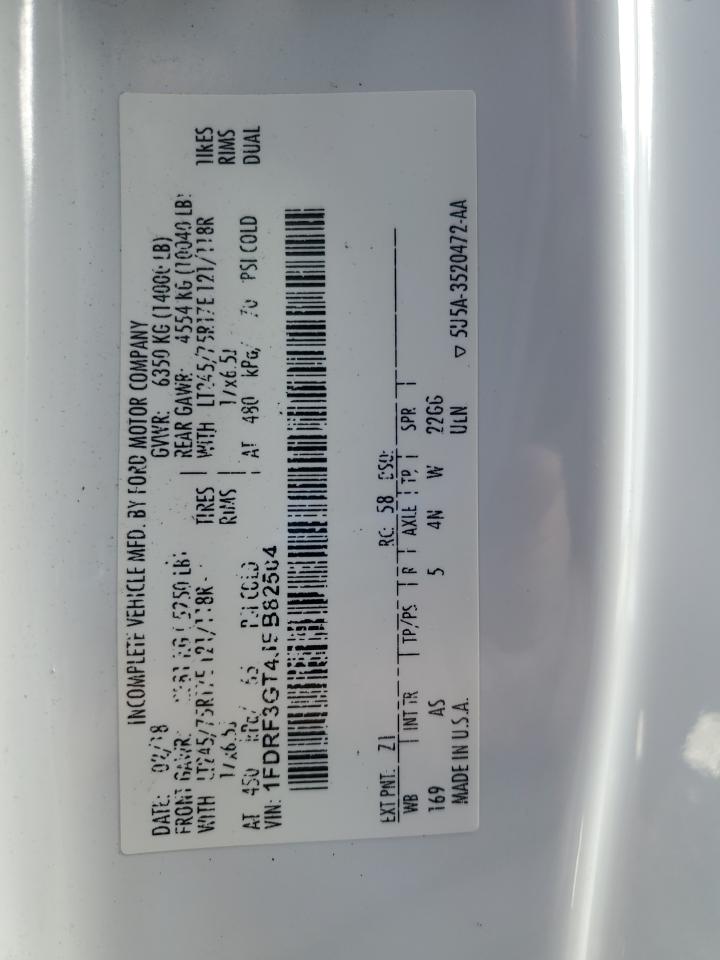 INCOMPLETE VEHICLE MFD. BY FORD MOTOR COMPANY
DATE: 02/18 GVWR: 6350 KG (14000 LB)
FRONT GAWR: KG (5250 LB) REAR GAWR: 4554 KG (10040 LB)
WITH LT245/75R17E 121/118R TIRES WITH LT245/75R17E 121/118R TIRES
17x6.5J RIMS 17x6.5J RIMS
AT 450 kPa/ 65 PSI COLD AT 480 kPa/ 70 PSI COLD DUAL
VIN: 1FDRF3GT4JEB82504
EXT PNT: Z1 RC: 58 DSO:
WB INT TR TP/PS R AXLE TR SPR
169 AS 5 4N W 22GG
MADE IN U.S.A. ULN ▽ 5U5A-3520472-AA